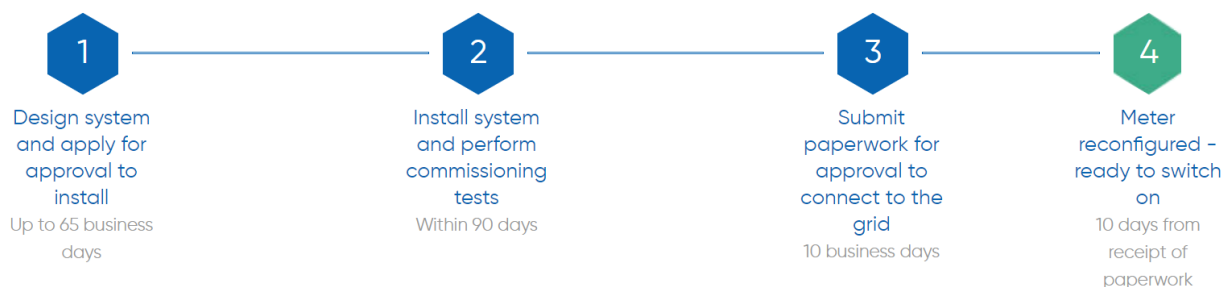 1
Design system
and apply for
approval to
install
Up to 65 business
days
2
Install system
and perform
commissioning
tests
Within 90 days
3
Submit
paperwork for
approval to
connect to the
grid
10 business days
4
Meter
reconfigured -
ready to switch
on
10 days from
receipt of
paperwork